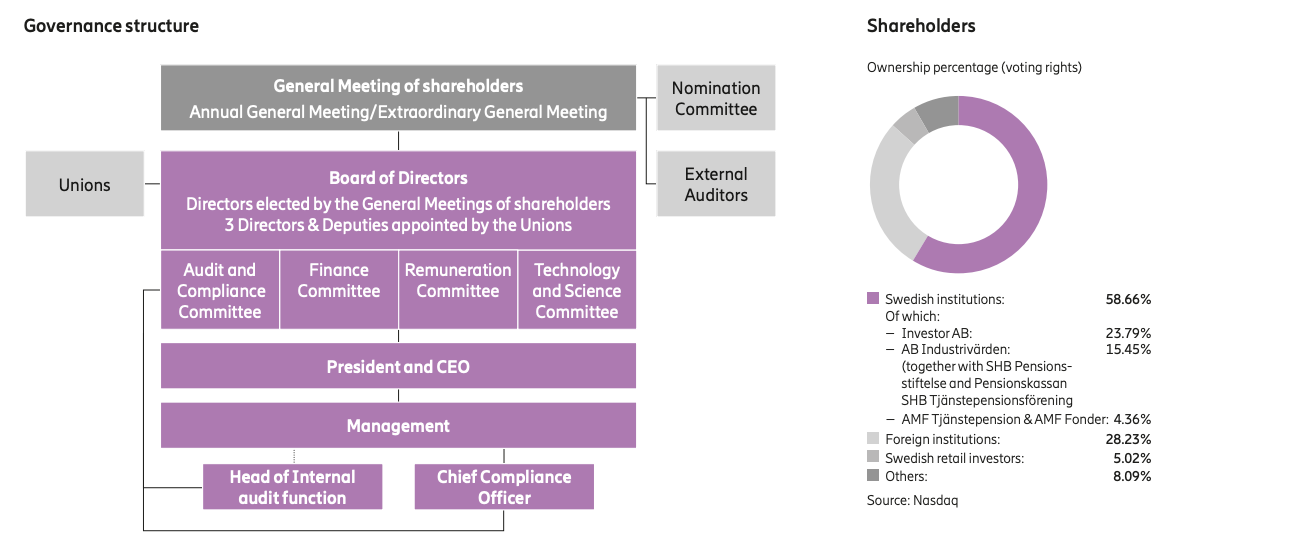 Governance structure
General Meeting of shareholders
Annual General Meeting/Extraordinary General Meeting
Nomination
Committee
Unions
Board of Directors
Directors elected by the General Meetings of shareholders
3 Directors & Deputies appointed by the Unions
External
Auditors
Audit and
Compliance
Committee
Finance
Committee
Remuneration
Committee
Technology
and Science
Committee
President and CEO
Management
Head of Internal
audit function
Chief Compliance
Officer
Shareholders
Ownership percentage (voting rights)
Swedish institutions: 58.66%
Of which:
– Investor AB: 23.79%
– AB Industrivärden: 15.45%
(together with SHB Pensions-
stiftelse and Pensionskassan
SHB Tjänstepensionsförening
– AMF Tjänstepension & AMF Fonder: 4.36%
Foreign institutions: 28.23%
Swedish retail investors: 5.02%
Others: 8.09%
Source: Nasdaq